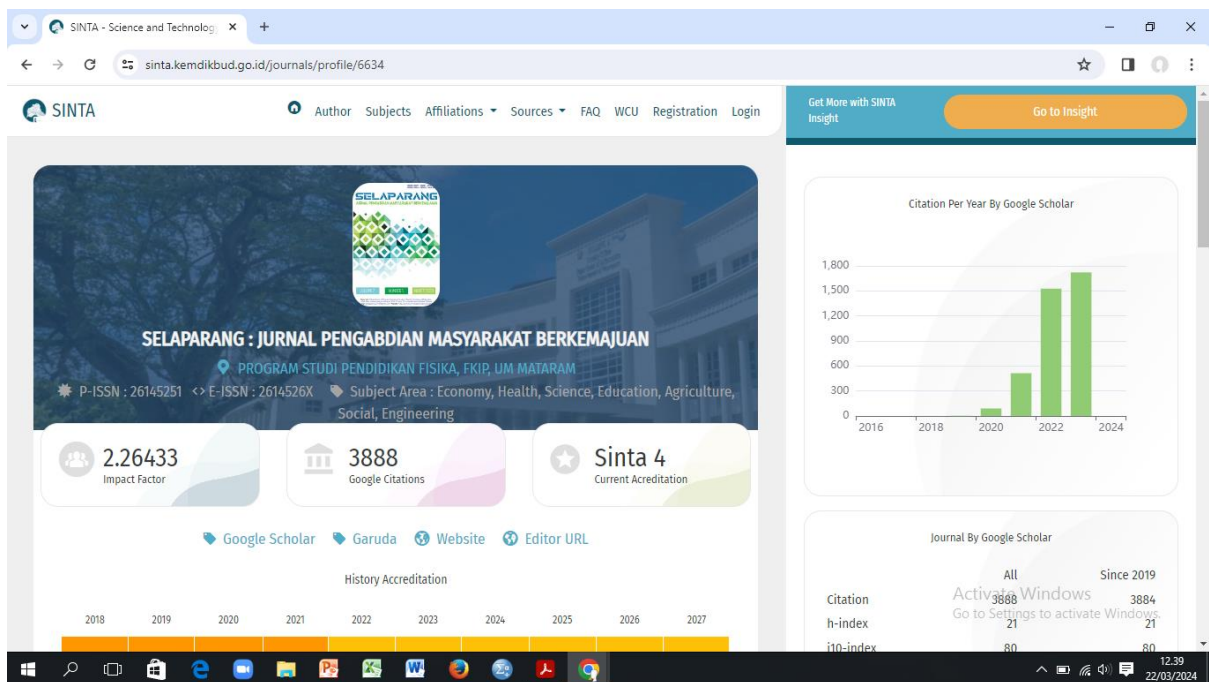 SINTA - Science and Technolog
sinta.kemdikbud.go.id/journals/profile/6634
SINTA
Author Subjects Affiliations Sources FAQ WCU Registration Login
Get More with SINTA
Insight
Go to Insight
SELAPARANG
SELAPARANG : JURNAL PENGABDIAN MASYARAKAT BERKEMAJUAN
PROGRAM STUDI PENDIDIKAN FISIKA, FKIP, UM MATARAM
P-ISSN : 26145251 <> E-ISSN : 2614526X Subject Area : Economy, Health, Science, Education, Agriculture,
Social, Engineering
2.26433
Impact Factor
3888
Google Citations
Sinta 4
Current Acreditation
Google Scholar Garuda Website Editor URL
History Accreditation
2018 2019 2020 2021 2022 2023 2024 2025 2026 2027
Citation Per Year By Google Scholar
1,800
1,500
1,200
900
600
300
0
2016 2018 2020 2022 2024
Journal By Google Scholar
All Since 2019
Citation 3888 3884
h-index 21 21
i10-index 80 80
Activate Windows
Go to Settings to activate Windows.
12.39
22/03/2024